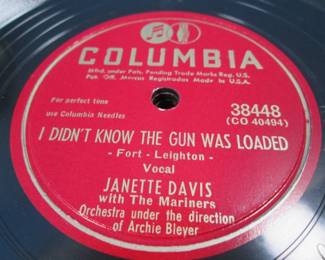 COLUMBIA
Mfrd. under Pats. Pending Trade Marks Reg. U.S.
Pat. Off. Marcas Registradas Made in U.S.A.
For perfect tone
use Columbia Needles
38448
(CO 40494)
I DIDN'T KNOW THE GUN WAS LOADED
- Fort - Leighton -
Vocal
JANETTE DAVIS
with The Mariners
Orchestra under the direction
of Archie Bleyer